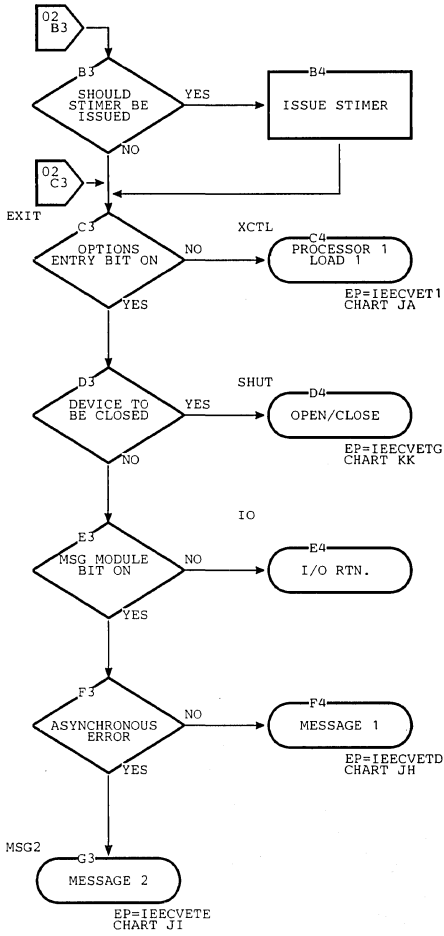 02
B3
B3
SHOULD
STIMER BE
ISSUED
YES
B4
ISSUE STIMER
NO
02
C3
EXIT
C3
OPTIONS
ENTRY BIT ON
NO
XCTL
C4
PROCESSOR 1
LOAD 1
EP=IEECVET1
CHART JA
YES
D3
DEVICE TO
BE CLOSED
YES
SHUT
D4
OPEN/CLOSE
EP=IEECVETG
CHART KK
NO
IO
E3
MSG MODULE
BIT ON
NO
E4
I/O RTN.
YES
F3
ASYNCHRONOUS
ERROR
NO
F4
MESSAGE 1
EP=IEECVETD
CHART JH
YES
MSG2
G3
MESSAGE 2
EP=IEECVETE
CHART JI